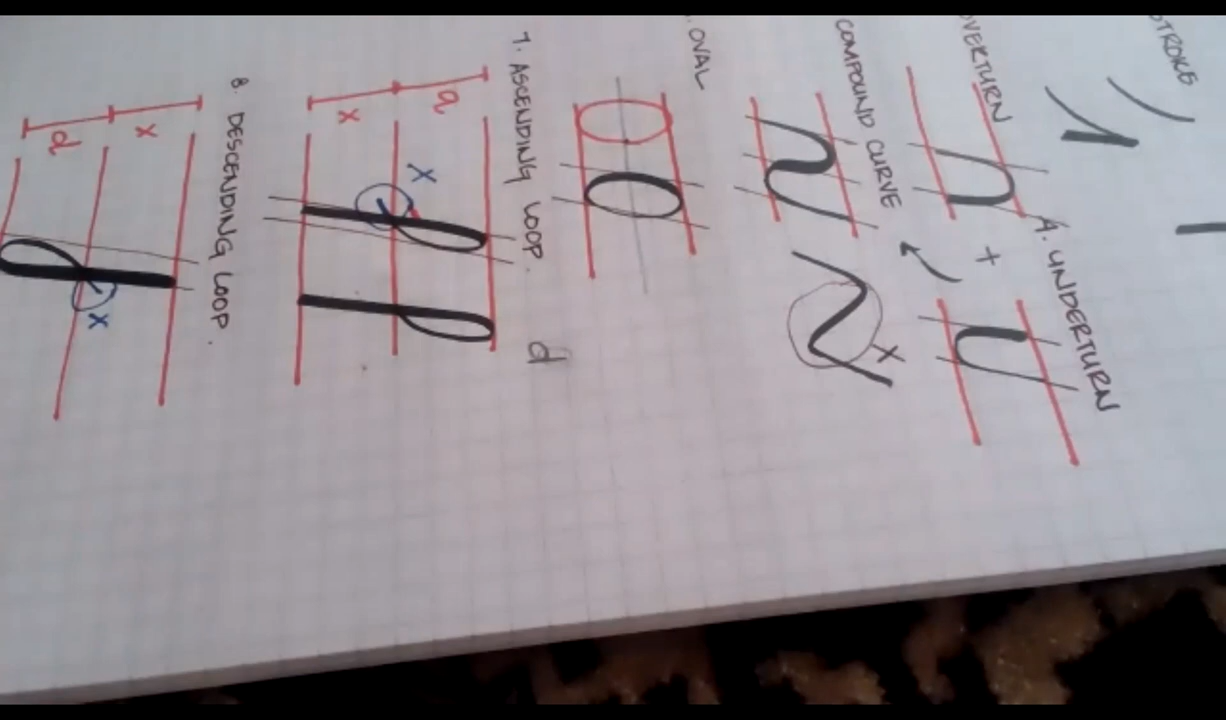 STROKE
OVERTURN
+
4. UNDERTURN
COMPOUND CURVE
x
OVAL
7. ASCENDING LOOP.
a
x
x
d
8. DESCENDING LOOP.
x
d
x